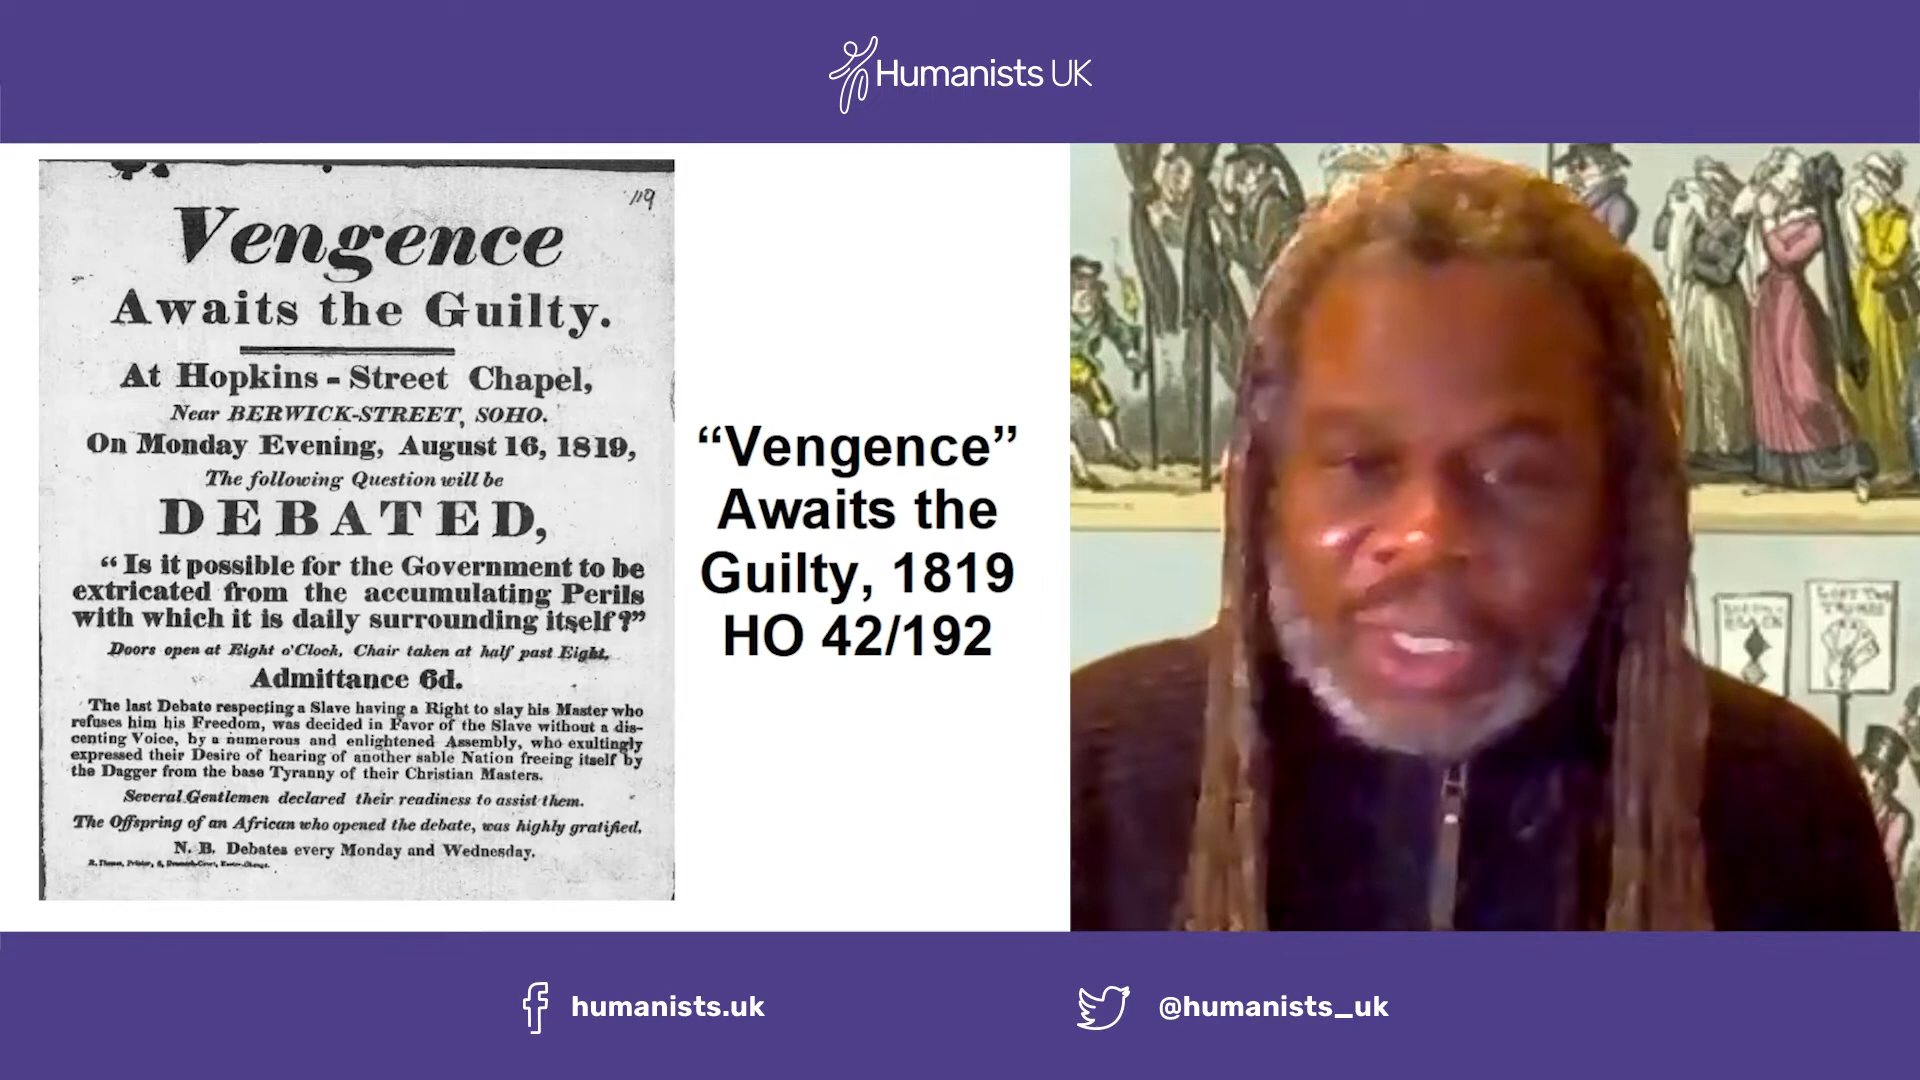 Humanists UK
119
Vengence
Awaits the Guilty.
At Hopkins-Street Chapel,
Near BERWICK-STREET, SOHO.
On Monday Evening, August 16, 1819,
The following Question will be
DEBATED,
“Is it possible for the Government to be
extricated from the accumulating Perils
with which it is daily surrounding itself?”
Doors open at Eight o'Clock, Chair taken at half past Eight.
Admittance 6d.
The last Debate respecting a Slave having a Right to slay his Master who
refuses him his Freedom, was decided in Favor of the Slave without a dis-
centing Voice, by a numerous and enlightened Assembly, who exultingly
expressed their Desire of hearing of another sable Nation freeing itself by
the Dagger from the base Tyranny of their Christian Masters.
Several Gentlemen declared their readiness to assist them.
The Offspring of an African who opened the debate, was highly gratified.
N. B. Debates every Monday and Wednesday.
“Vengence”
Awaits the
Guilty, 1819
HO 42/192
humanists.uk
@humanists_uk